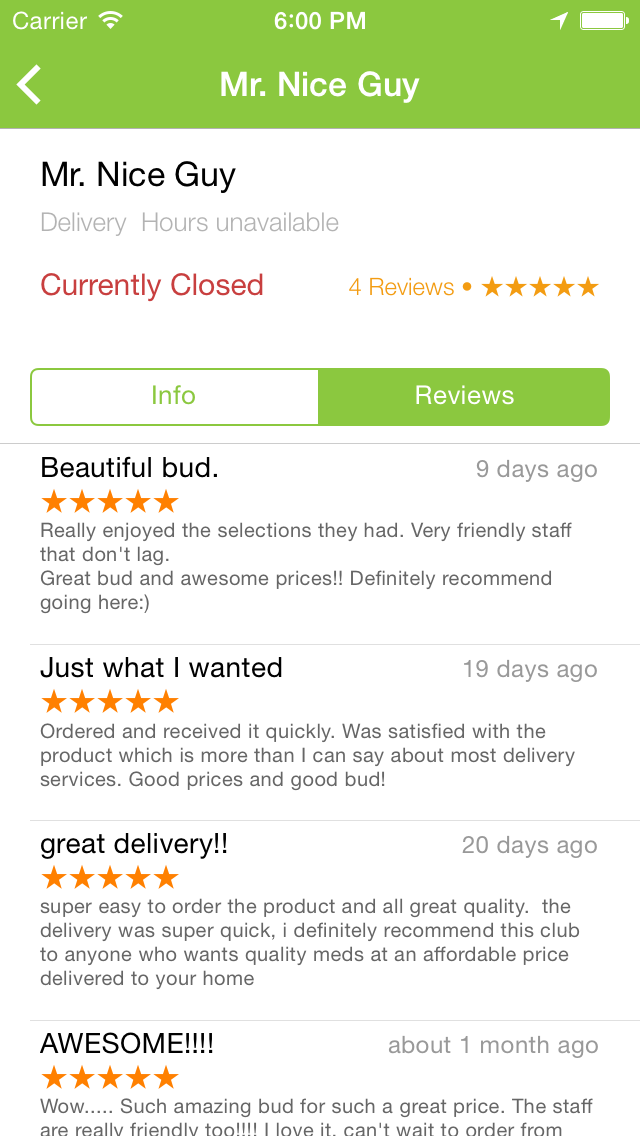 Carrier 6:00 PM
Mr. Nice Guy
Mr. Nice Guy
Delivery Hours unavailable
Currently Closed 4 Reviews • ★★★★★
Info Reviews
Beautiful bud. 9 days ago
★★★★★
Really enjoyed the selections they had. Very friendly staff
that don't lag.
Great bud and awesome prices!! Definitely recommend
going here:)
Just what I wanted 19 days ago
★★★★★
Ordered and received it quickly. Was satisfied with the
product which is more than I can say about most delivery
services. Good prices and good bud!
great delivery!! 20 days ago
★★★★★
super easy to order the product and all great quality.  the
delivery was super quick, i definitely recommend this club
to anyone who wants quality meds at an affordable price
delivered to your home
AWESOME!!!! about 1 month ago
★★★★★
Wow..... Such amazing bud for such a great price. The staff
are really friendly too!!!! I love it, can't wait to order from